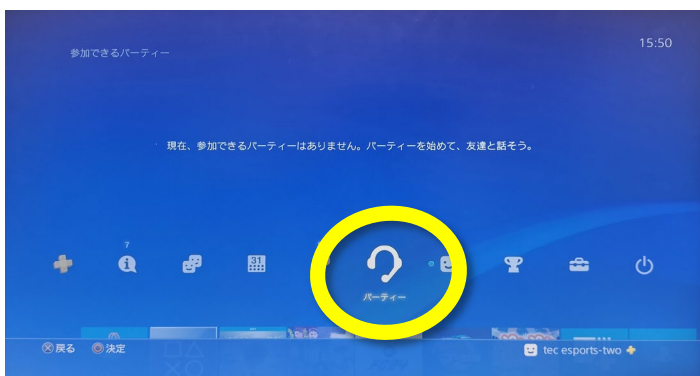 15:50
参加できるパーティー
現在、参加できるパーティーはありません。パーティーを始めて、友達と話そう。
7
31
パーティー
戻る 決定
tec esports-two